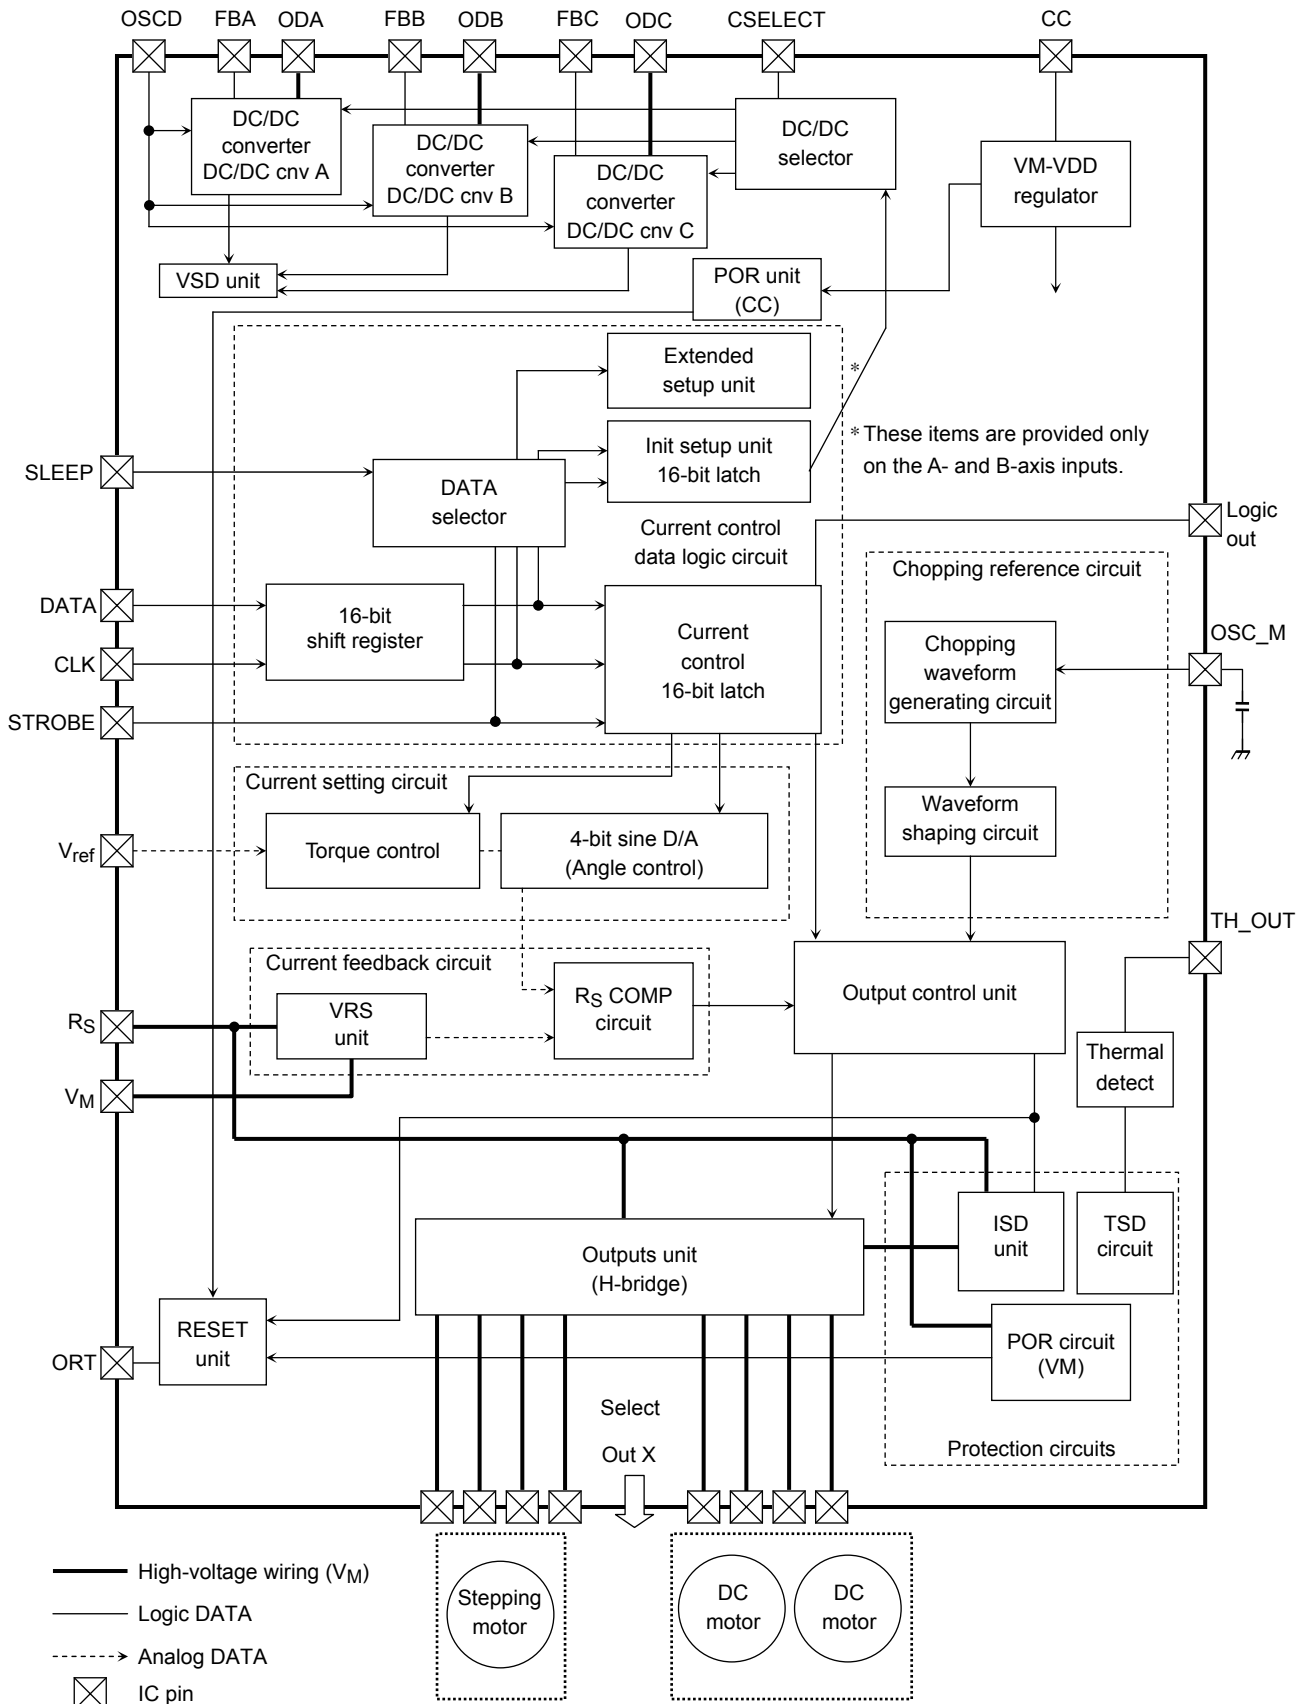 OSCD FBA ODA FBB ODB FBC ODC CSELECT CC
DC/DC
converter
DC/DC cnv A
DC/DC
converter
DC/DC cnv B
DC/DC
converter
DC/DC cnv C
DC/DC
selector
VM-VDD
regulator
VSD unit
POR unit
(CC)
Extended
setup unit
*
Init setup unit
16-bit latch
* These items are provided only
on the A- and B-axis inputs.
SLEEP
DATA
selector
Current control
data logic circuit
Logic
out
Chopping reference circuit
DATA
16-bit
shift register
CLK
STROBE
Current
control
16-bit latch
Chopping
waveform
generating circuit
OSC_M
Current setting circuit
Waveform
shaping circuit
Vref
Torque control
4-bit sine D/A
(Angle control)
TH_OUT
Current feedback circuit
RS
VRS
unit
RS COMP
circuit
Output control unit
Thermal
detect
VM
ISD
unit
TSD
circuit
Outputs unit
(H-bridge)
RESET
unit
ORT
POR circuit
(VM)
Select
Out X
Protection circuits
High-voltage wiring (VM)
Logic DATA
Analog DATA
IC pin
Stepping
motor
DC
motor
DC
motor